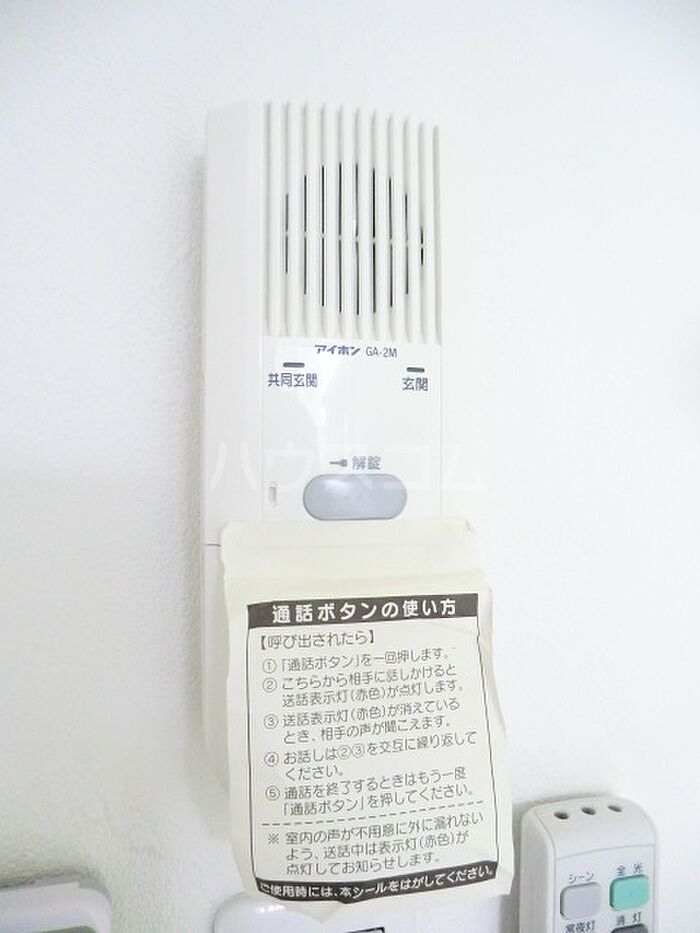 アイホン GA-2M
共同玄関
玄関
解錠
ハウスコム
通話ボタンの使い方
【呼び出されたら】
①「通話ボタン」を一回押します。
② こちらから相手に話しかけると
送話表示灯(赤色)が点灯します。
③ 送話表示灯(赤色)が消えている
とき、相手の声が聞こえます。
④ お話しは②③を交互に繰り返して
ください。
⑤ 通話を終了するときはもう一度
「通話ボタン」を押してください。
※ 室内の声が不用意に外に漏れない
よう、送話中は表示灯(赤色)が
点灯してお知らせします。
ご使用時には、本シールをはがしてください。
シーン
全 光
常夜灯
消 灯